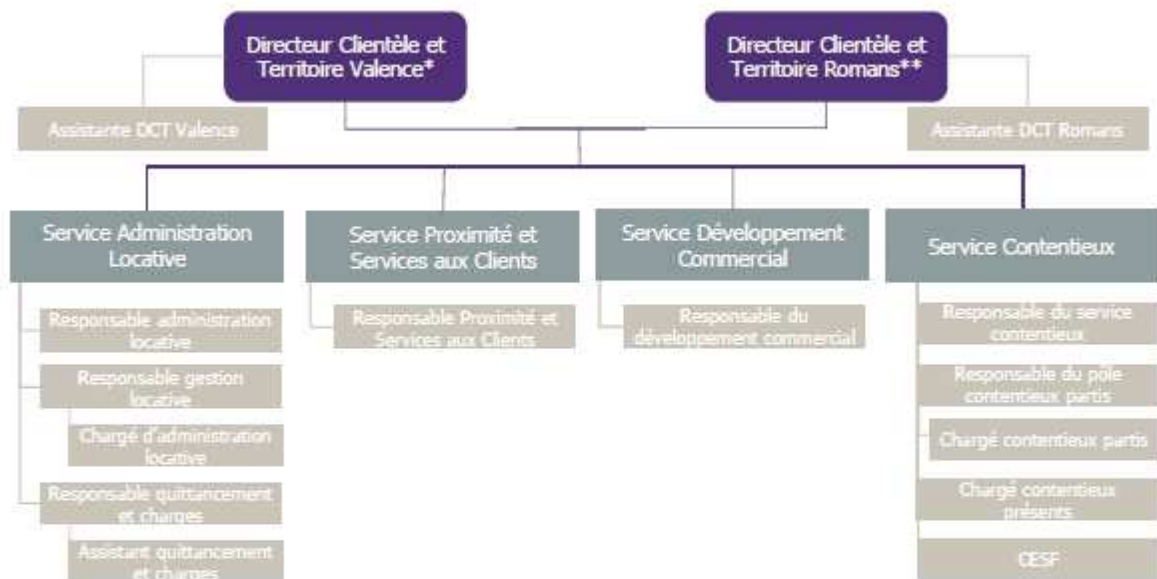 Directeur Clientèle et
Territoire Valence*
Directeur Clientèle et
Territoire Romans**
Assistante DCT Valence
Assistante DCT Romans
Service Administration
Locative
Service Proximité et
Services aux Clients
Service Développement
Commercial
Service Contentieux
Responsable administration
locative
Responsable gestion
locative
Chargé d'administration
locative
Responsable quittancement
et charges
Assistant quittancement
et charges
Responsable Proximité et
Services aux Clients
Responsable du
développement commercial
Responsable du service
contentieux
Responsable du pôle
contentieux partis
Chargé contentieux partis
Chargé contentieux
présents
CESF